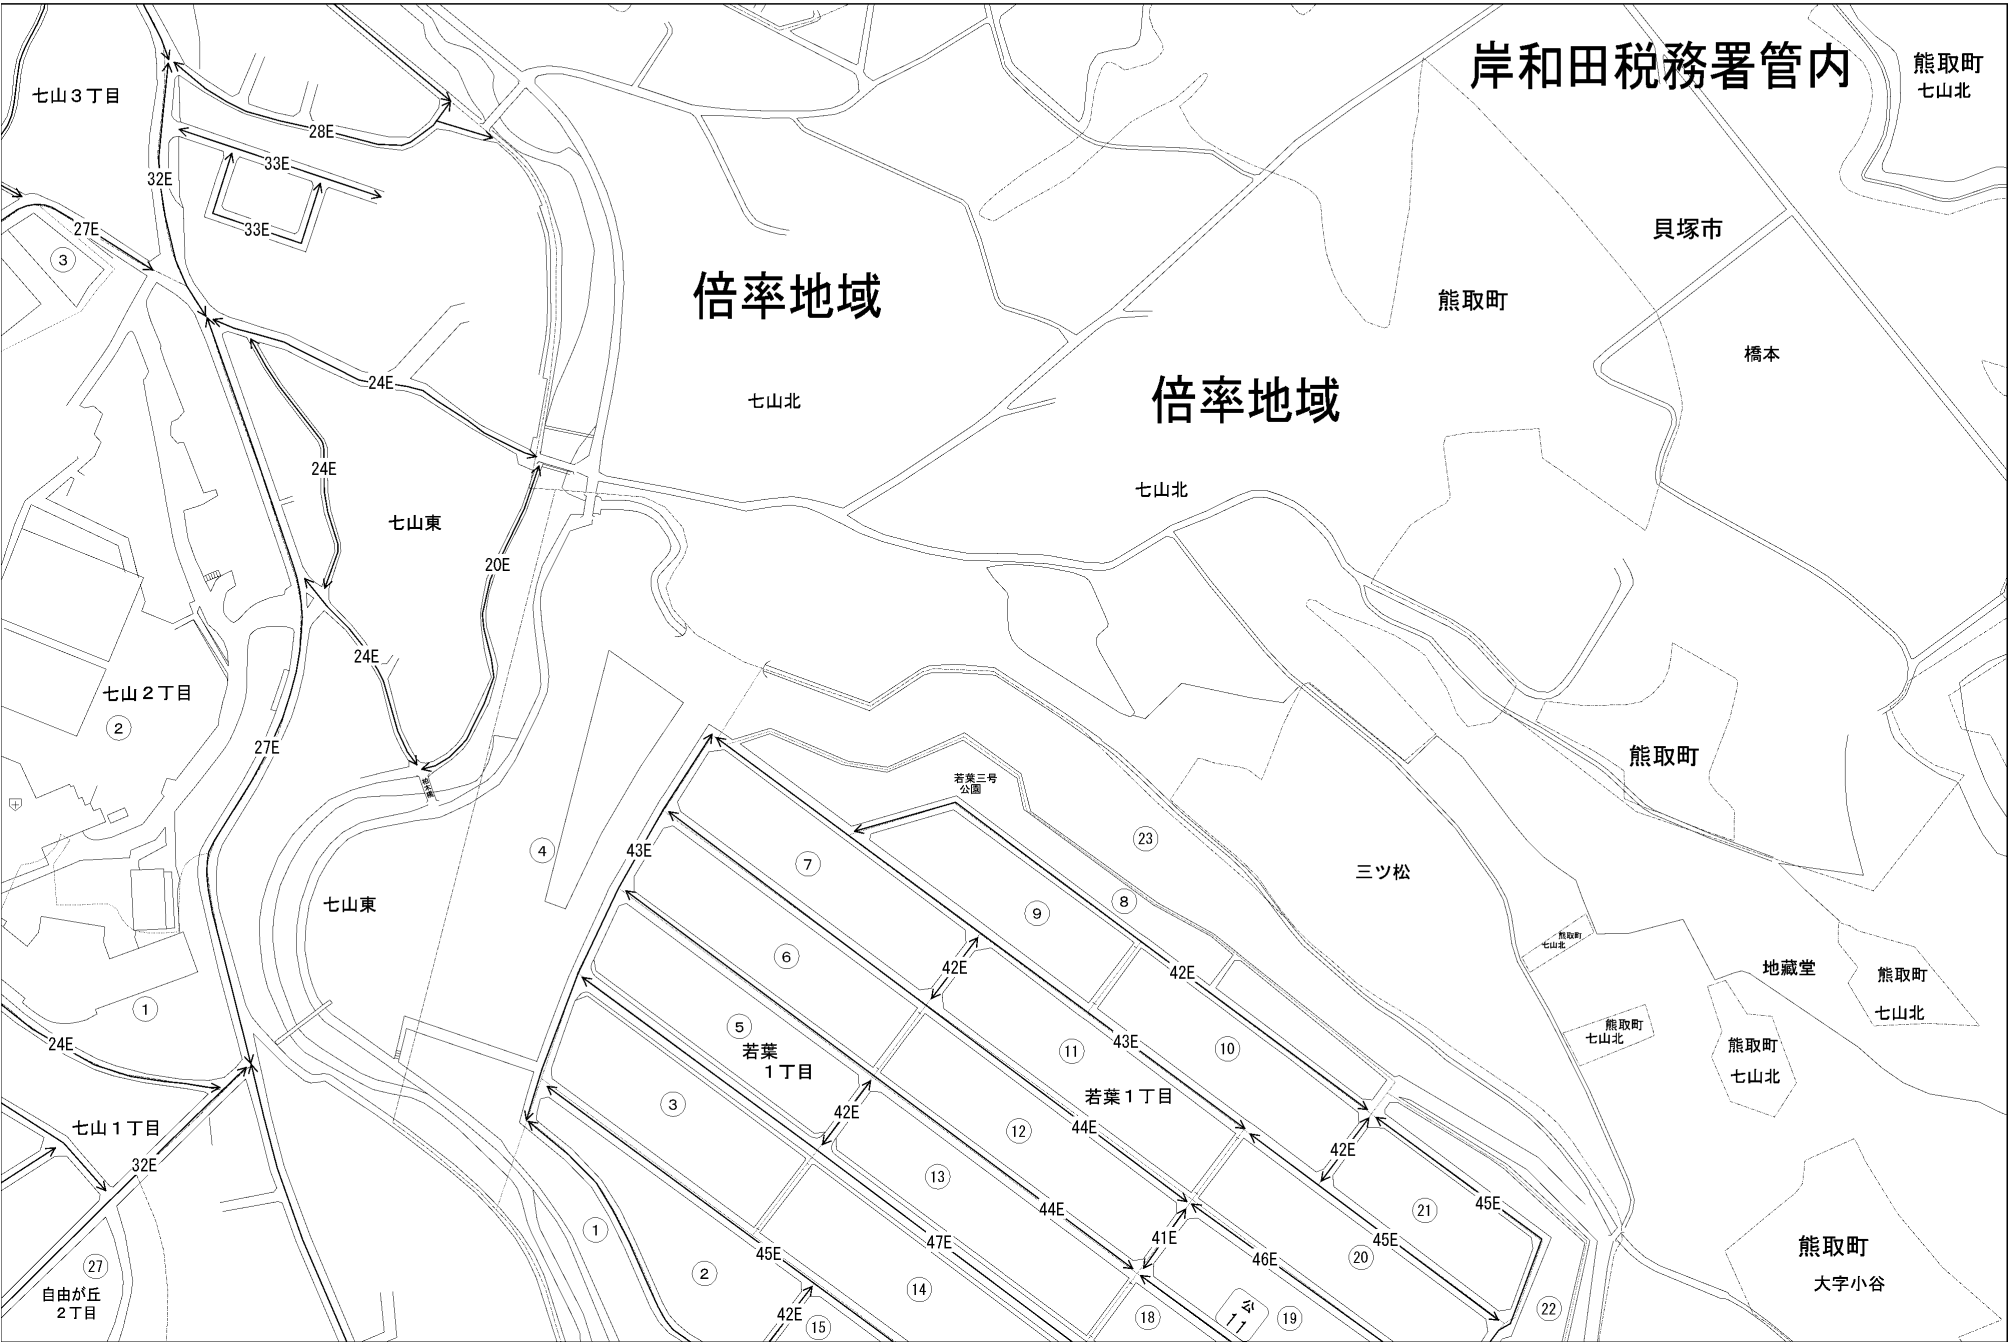 岸和田税務署管内
熊取町
七山北
七山３丁目
28E
33E
32E
33E
27E
3
貝塚市
倍率地域
熊取町
橋本
24E
七山北
倍率地域
24E
七山北
七山東
20E
24E
七山２丁目
2
27E
熊取町
若葉三号
公園
23
4
43E
7
三ツ松
8
9
七山東
熊取町
七山北
6
42E
42E
地蔵堂
熊取町
七山北
1
5
若葉
１丁目
24E
11
43E
10
熊取町
七山北
熊取町
七山北
3
42E
若葉１丁目
12
44E
七山１丁目
42E
32E
13
45E
21
44E
1
41E
45E
47E
45E
46E
20
熊取町
大字小谷
27
自由が丘
２丁目
2
14
42E
15
18
公
11
19
22